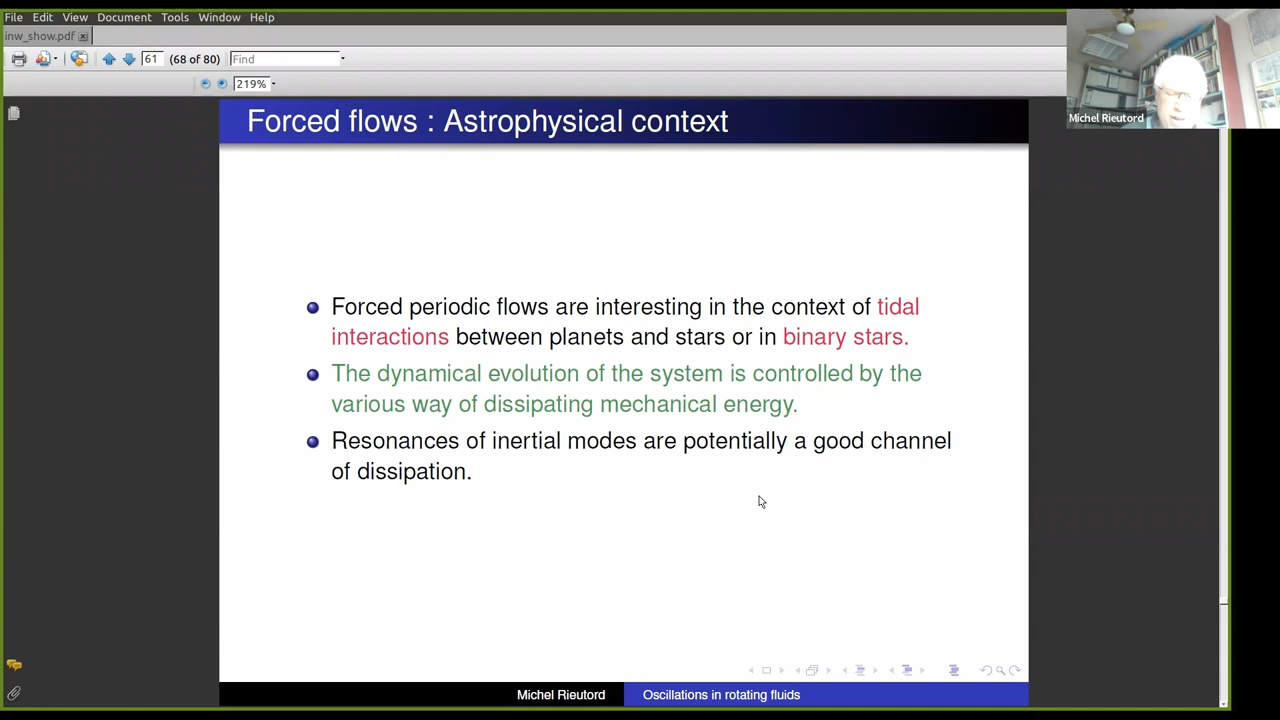 File Edit View Document Tools Window Help
inw_show.pdf
61 (68 of 80) Find
219%
Michel Rieutord
Forced flows : Astrophysical context
Forced periodic flows are interesting in the context of tidal
interactions between planets and stars or in binary stars.
The dynamical evolution of the system is controlled by the
various way of dissipating mechanical energy.
Resonances of inertial modes are potentially a good channel
of dissipation.
Michel Rieutord Oscillations in rotating fluids